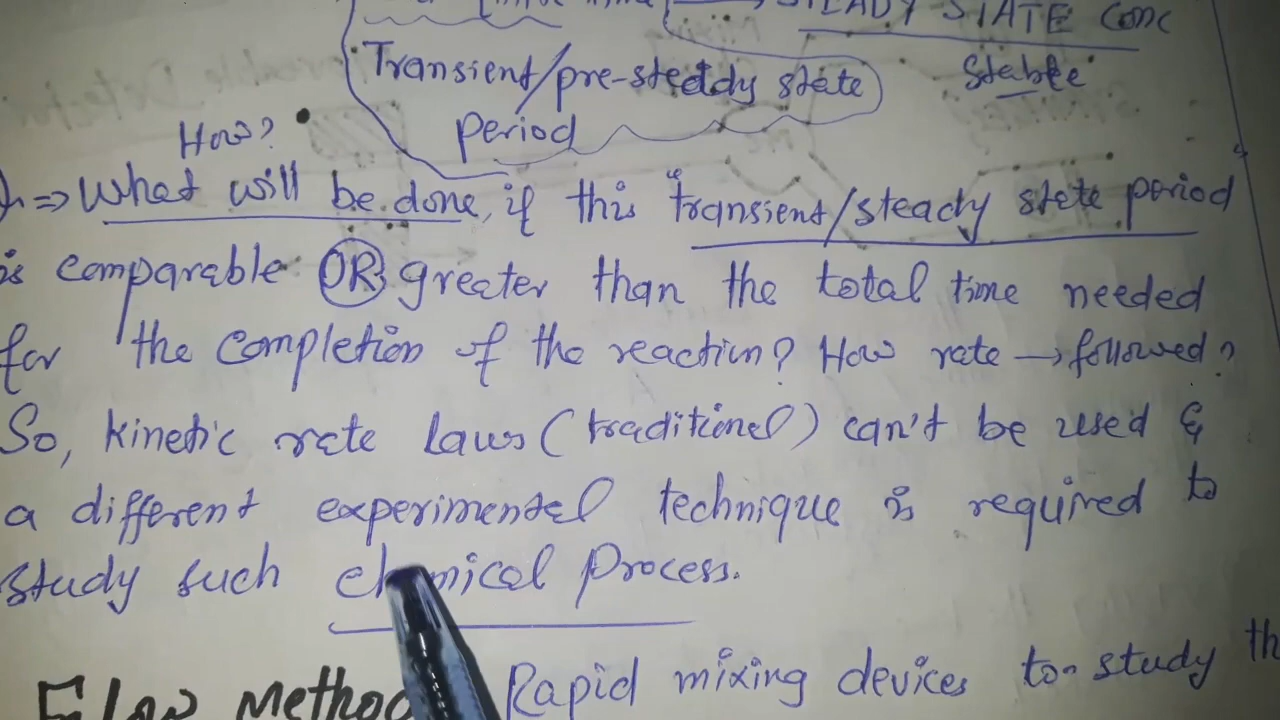 STEADY STATE Conc
Transient/pre-steady state
Stable
Period
How?
⇒ What will be done, if this "transient/steady state period
is comparable OR greater than the total time needed
for the completion of the reaction? How rate → followed?
So, kinetic rate laws (traditional) can't be used &
a different experimental technique is required to
study such chemical process.
Flow Method Rapid mixing devices to study th